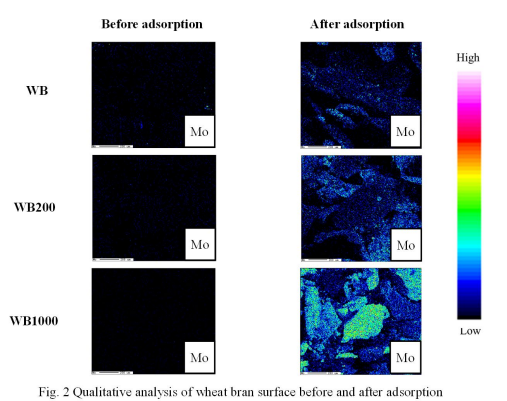 Before adsorption After adsorption
High
WB
Mo Mo
WB200
Mo Mo
WB1000
Low
Mo Mo
Fig. 2 Qualitative analysis of wheat bran surface before and after adsorption